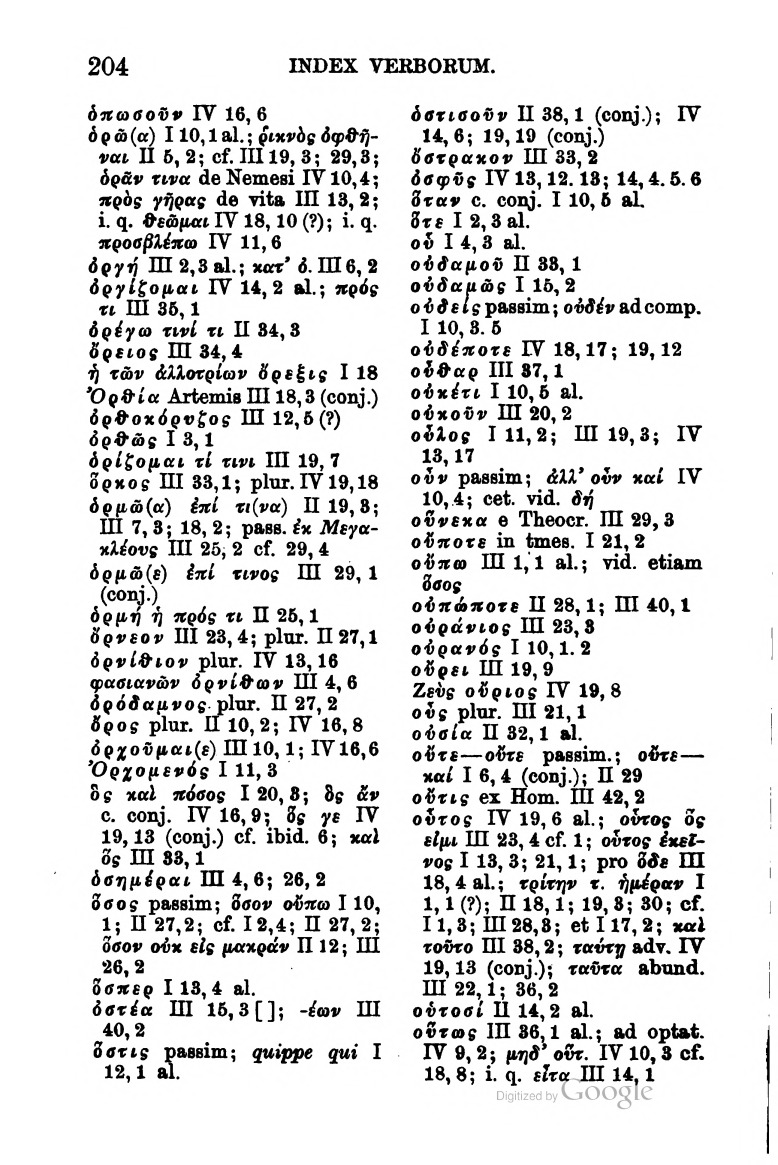 204 INDEX VERBORUM.
ὁπωσοῦν IV 16, 6
ὁρῶ(α) I 10, 1 al.; ῥικνὸς ὀφθῆ-
ναι II 5, 2; cf. III 19, 3; 29, 3;
ὁρᾶν τινα de Nemesi IV 10, 4;
πρὸς γῆρας de vita III 13, 2;
i. q. θεῶμαι IV 18, 10 (?); i. q.
προσβλέπω IV 11, 6
ὀργή III 2, 3 al.; κατ’ ὀ. III 6, 2
ὀργίζομαι IV 14, 2 al.; πρός
τι III 35, 1
ὀρέγω τινί τι II 34, 3
ὄρειος III 34, 4
ἡ τῶν ἀλλοτρίων ὄρεξις I 18
Ὀρθία Artemis III 18, 3 (conj.)
ὀρθοκόρυζος III 12, 5 (?)
ὀρθῶς I 3, 1
ὁρίζομαι τί τινι III 19, 7
ὅρκος III 33, 1; plur. IV 19, 18
ὁρμῶ(α) ἐπί τι(να) II 19, 3;
III 7, 3; 18, 2; pass. ἐκ Μεγα-
κλέους III 25, 2 cf. 29, 4
ὁρμῶ(ε) ἐπί τινος III 29, 1
(conj.)
ὁρμή ἡ πρός τι II 25, 1
ὄρνεον III 23, 4; plur. II 27, 1
ὀρνίθιον plur. IV 13, 16
φασιανῶν ὀρνίθων III 4, 6
ὀρόδαμνος plur. II 27, 2
ὄρος plur. II 10, 2; IV 16, 8
ὀρχοῦμαι(ε) III 10, 1; IV 16, 6
Ὀρχομενός I 11, 3
ὃς καὶ πόσος I 20, 3; ὃς ἄν
c. conj. IV 16, 9; ὅς γε IV
19, 13 (conj.) cf. ibid. 6; καὶ
ὅς III 33, 1
ὁσημέραι III 4, 6; 26, 2
ὅσος passim; ὅσον οὔπω I 10,
1; II 27, 2; cf. I 2, 4; II 27, 2;
ὅσον οὐκ εἰς μακράν II 12; III
26, 2
ὅσπερ I 13, 4 al.
ὀστέα III 15, 3 [ ]; -έων III
40, 2
ὅστις passim; quippe qui I
12, 1 al.
ὁστισοῦν II 38, 1 (conj.); IV
14, 6; 19, 19 (conj.)
ὄστρακον III 33, 2
ὀσφῦς IV 13, 12. 13; 14, 4. 5. 6
ὅταν c. conj. I 10, 5 al.
ὅτε I 2, 3 al.
οὗ I 4, 3 al.
οὐδαμοῦ II 33, 1
οὐδαμῶς I 15, 2
οὐδείς passim; οὐδέν ad comp.
I 10, 3. 5
οὐδέποτε IV 18, 17; 19, 12
οὖθαρ III 37, 1
οὐκέτι I 10, 5 al.
οὐκοῦν III 20, 2
οὖλος I 11, 2; III 19, 3; IV
13, 17
οὖν passim; ἀλλ’ οὖν καί IV
10, 4; cet. vid. δή
οὕνεκα e Theocr. III 29, 3
οὔποτε in tmes. I 21, 2
οὔπω III 1, 1 al.; vid. etiam
ὅσος
οὐπώποτε II 28, 1; III 40, 1
οὐράνιος III 23, 3
οὐρανός I 10, 1. 2
οὔρει III 19, 9
Ζεὺς οὔριος IV 19, 8
οὖς plur. III 21, 1
οὐσία II 32, 1 al.
οὔτε—οὔτε passim.; οὔτε—
καί I 6, 4 (conj.); II 29
οὔτις ex Hom. III 42, 2
οὗτος IV 19, 6 al.; οὗτος ὅς
εἰμι III 23, 4 cf. 1; οὗτος ἐκεῖ-
νος I 13, 3; 21, 1; pro ὅδε III
18, 4 al.; τρίτην τ. ἡμέραν I
1, 1 (?); II 18, 1; 19, 3; 30; cf.
I 1, 3; III 28, 3; et I 17, 2; καὶ
τοῦτο III 38, 2; ταύτῃ adv. IV
19, 13 (conj.); ταῦτα abund.
III 22, 1; 36, 2
οὑτοσί II 14, 2 al.
οὕτως III 36, 1 al.; ad optat.
IV 9, 2; μηδ’ οὕτ. IV 10, 3 cf.
18, 8; i. q. εἶτα III 14, 1
Digitized by Google